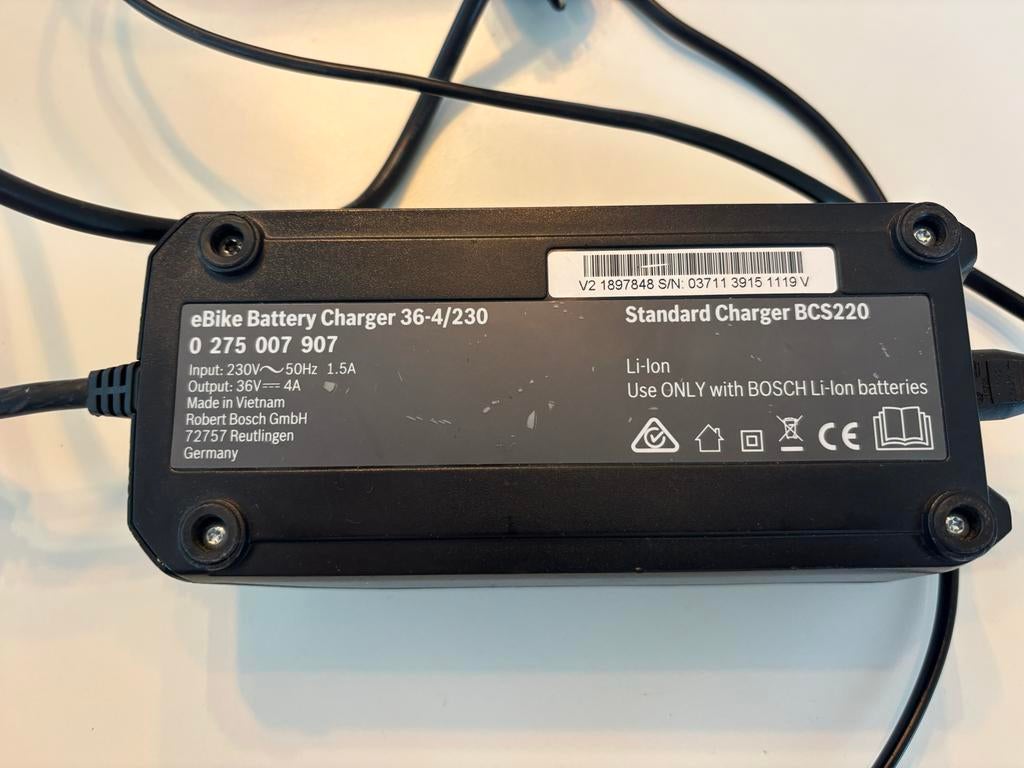 V2 1897848 S/N: 03711 3915 1119 V
eBike Battery Charger 36-4/230
0 275 007 907
Input: 230V~50Hz 1.5A
Output: 36V⎓4A
Made in Vietnam
Robert Bosch GmbH
72757 Reutlingen
Germany
Standard Charger BCS220
Li-Ion
Use ONLY with BOSCH Li-Ion batteries
CE